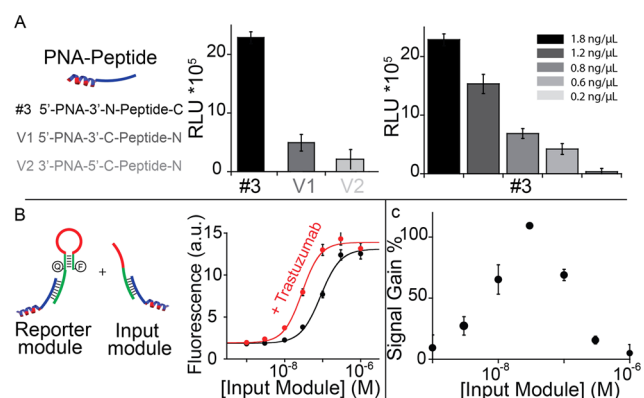 A
PNA-Peptide
#3 5'-PNA-3'-N-Peptide-C
V1 5'-PNA-3'-C-Peptide-N
V2 3'-PNA-5'-C-Peptide-N
RLU *10⁵
20
10
0
#3 V1 V2
RLU *10⁵
20
10
0
#3
1.8 ng/μL
1.2 ng/μL
0.8 ng/μL
0.6 ng/μL
0.2 ng/μL
B
Q F
+
Reporter module
Input module
Fluorescence (a.u.)
15
10
5
0
+ Trastuzumab
10⁻⁸ 10⁻⁶
[Input Module] (M)
c
Signal Gain %
100
50
0
10⁻⁸ 10⁻⁶
[Input Module] (M)